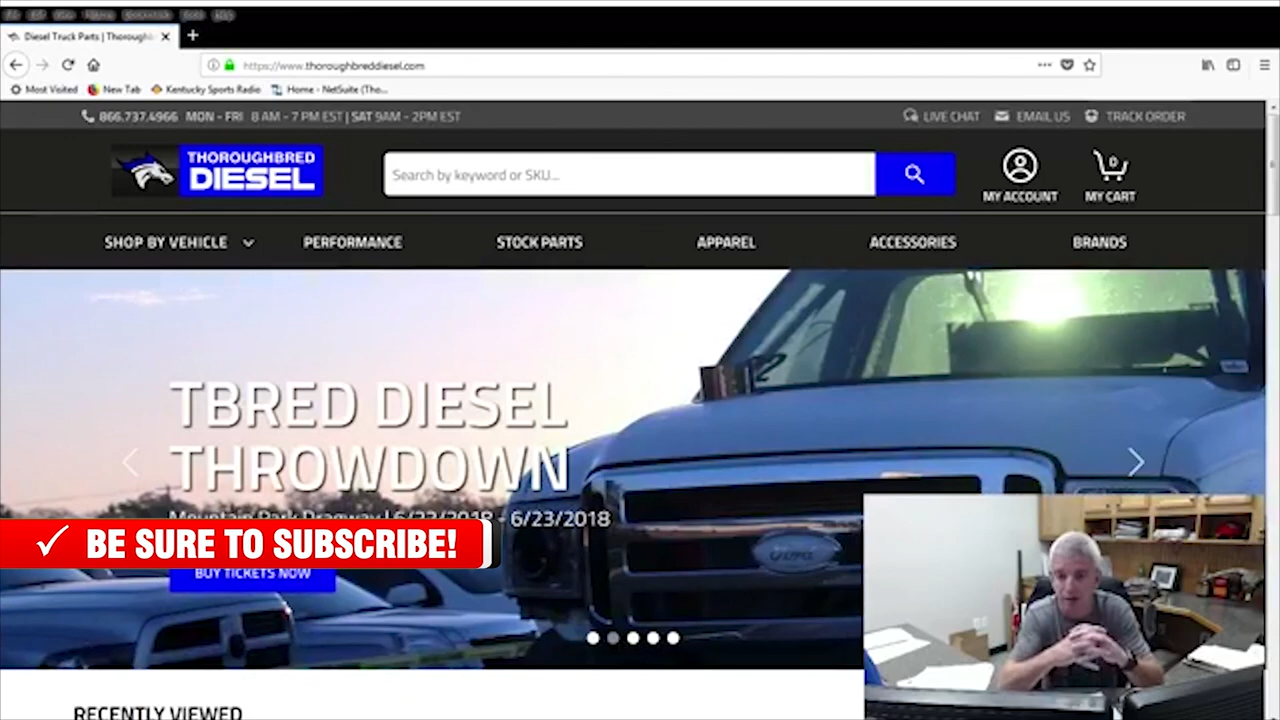 Diesel Truck Parts | Thorough
https://www.thoroughbreddiesel.com
Most Visited New Tab Kentucky Sports Radio Home - NetSuite (Tho...
866.737.4966 MON - FRI 8 AM - 7 PM EST | SAT 9AM - 2PM EST LIVE CHAT EMAIL US TRACK ORDER
THOROUGHBRED
DIESEL
Search by keyword or SKU...
0
MY ACCOUNT MY CART
SHOP BY VEHICLE PERFORMANCE STOCK PARTS APPAREL ACCESSORIES BRANDS
TBRED DIESEL
THROWDOWN
Mountain Park Dragway | 6/22/2018 - 6/23/2018
BE SURE TO SUBSCRIBE!
BUY TICKETS NOW
Ford
RECENTLY VIEWED